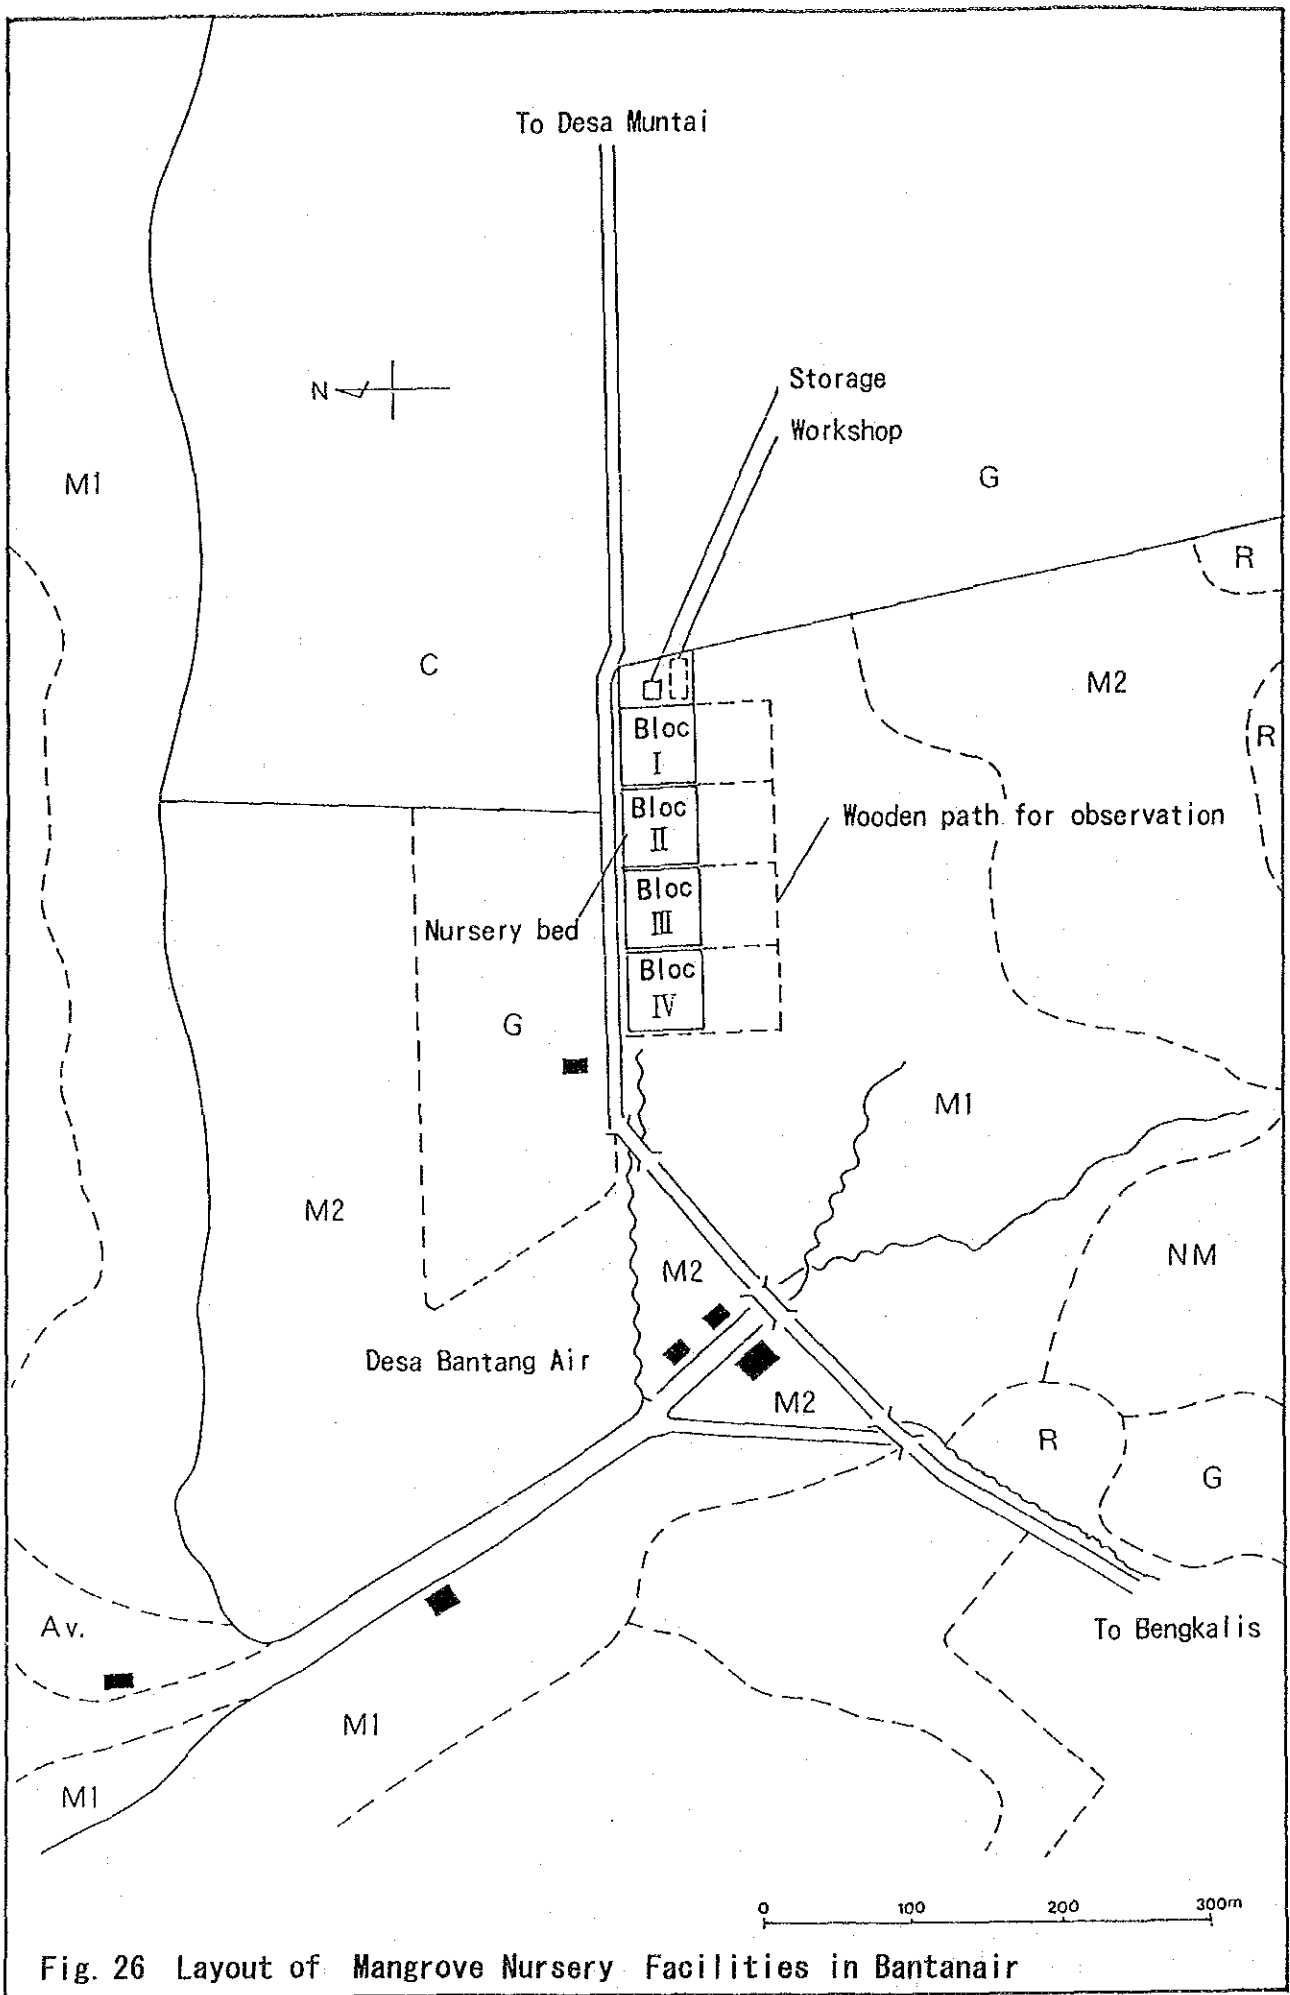 To Desa Muntai
N
Storage
Workshop
M1
G
R
C
M2
R
Bloc
I
Bloc
II
Wooden path for observation
Bloc
III
Nursery bed
Bloc
IV
G
M1
M2
NM
M2
Desa Bantang Air
M2
R
G
Av.
To Bengkalis
M1
M1
0 100 200 300m
Fig. 26 Layout of Mangrove Nursery Facilities in Bantanair